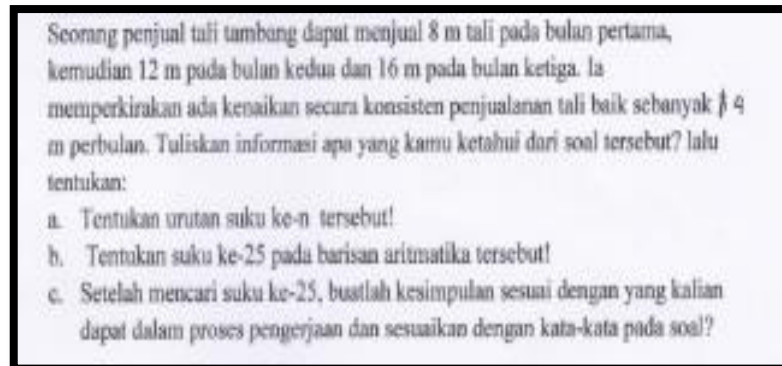 Seorang penjual tali tambang dapat menjual 8 m tali pada bulan pertama,
kemudian 12 m pada bulan kedua dan 16 m pada bulan ketiga. Ia
memperkirakan ada kenaikan secara konsisten penjualanan tali baik sebanyak 4
m perbulan. Tuliskan informasi apa yang kamu ketahui dari soal tersebut? lalu
tentukan:
a. Tentukan urutan suku ke-n tersebut!
b. Tentukan suku ke-25 pada barisan aritmatika tersebut!
c. Setelah mencari suku ke-25, buatlah kesimpulan sesuai dengan yang kalian
dapat dalam proses pengerjaan dan sesuaikan dengan kata-kata pada soal?